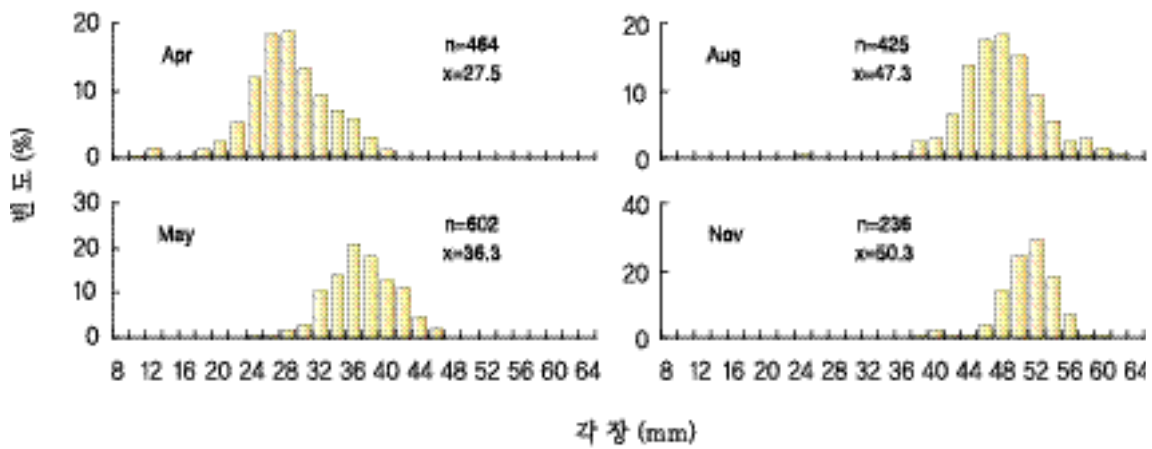 20
10
0
Apr
n=464
x=27.5
20
10
0
Aug
n=425
x=47.3
빈 도 (%)
30
20
10
0
May
n=602
x=36.3
40
20
0
Nov
n=236
x=50.3
8 12 16 20 24 28 32 36 40 44 48 52 56 60 64
8 12 16 20 24 28 32 36 40 44 52 56 60 64
각 장 (mm)